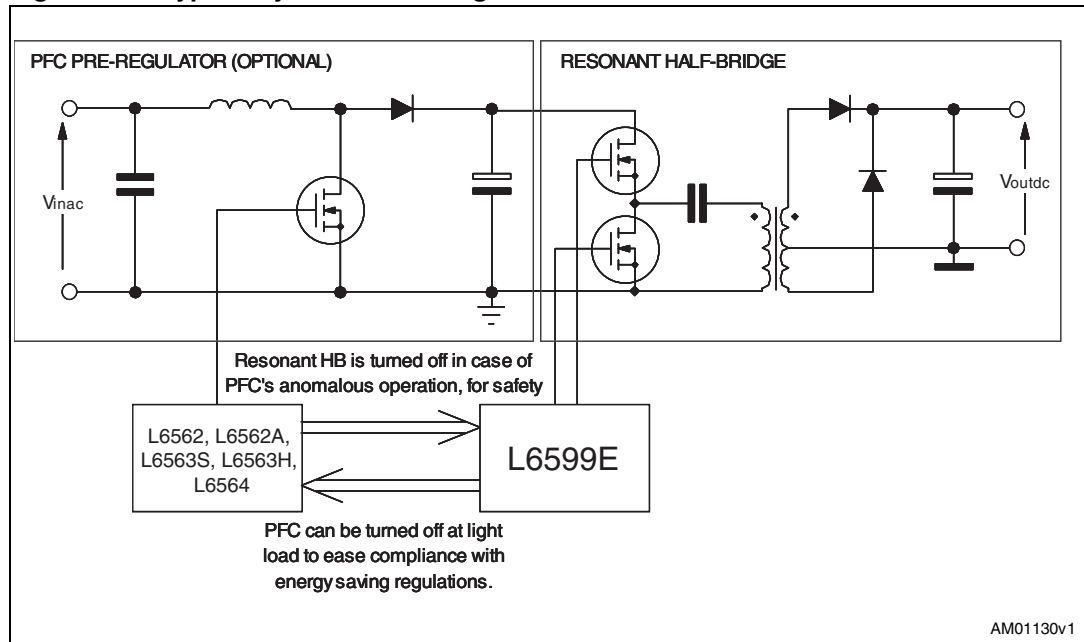 PFC PRE-REGULATOR (OPTIONAL)
RESONANT HALF-BRIDGE
Vinac
Voutdc
Resonant HB is turned off in case of
PFC's anomalous operation, for safety
L6562, L6562A,
L6563S, L6563H,
L6564
L6599E
PFC can be turned off at light
load to ease compliance with
energy saving regulations.
AM01130v1